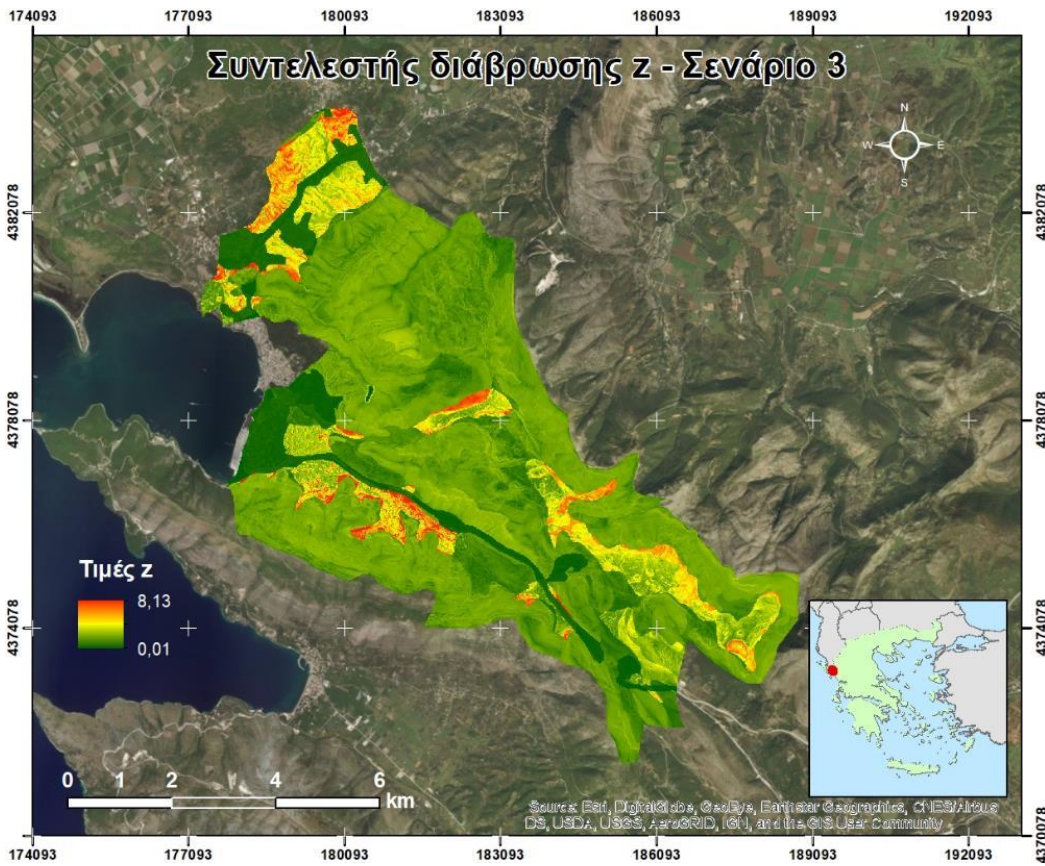 174093 177093 180093 183093 186093 189093 192093
Συντελεστής διάβρωσης z - Σενάριο 3
N
W E
S
4382078 4382078
4378078 4378078
4374078 4374078
4370078
Τιμές z
8,13
0,01
0 1 2 4 6
km
Source: Esri, DigitalGlobe, GeoEye, Earthstar Geographics, CNES/Airbus
DS, USDA, USGS, AeroGRID, IGN, and the GIS User Community
174093 177093 180093 183093 186093 189093 192093